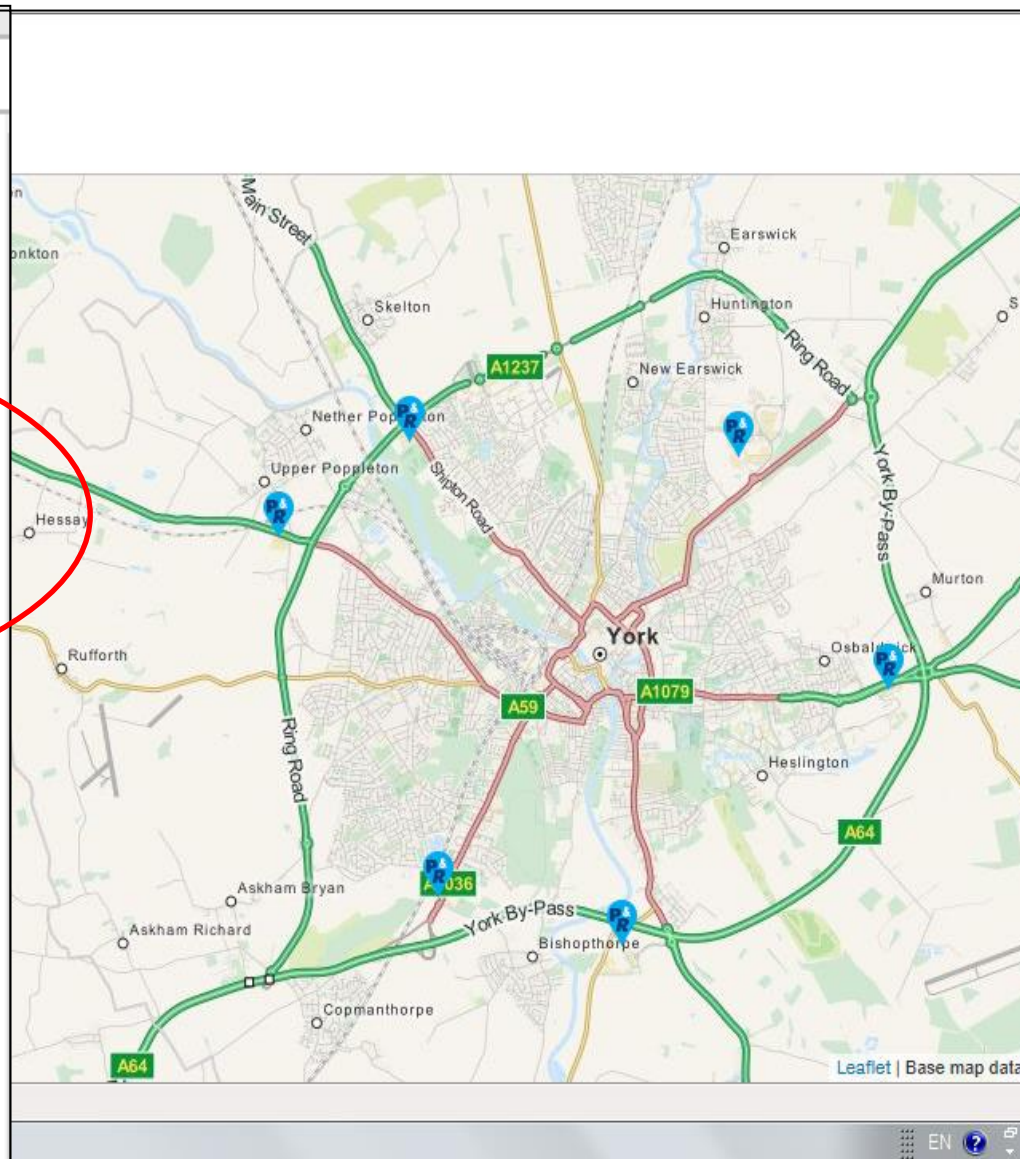 Main Street
Earswick
onkton
Skelton
Huntington
Ring Road
A1237
New Earswick
Nether Pop
P&R
ton
P&R
Upper Poppleton
Shipton Road
York By-Pass
P&R
Hessay
Murton
York
Osbal
wick
P&R
Rufforth
A59
A1079
Ring Road
Heslington
A64
P&R
036
Askham Bryan
York By-Pass
P&R
Askham Richard
Bishopthorpe
Copmanthorpe
A64
Leaflet | Base map data
EN
?